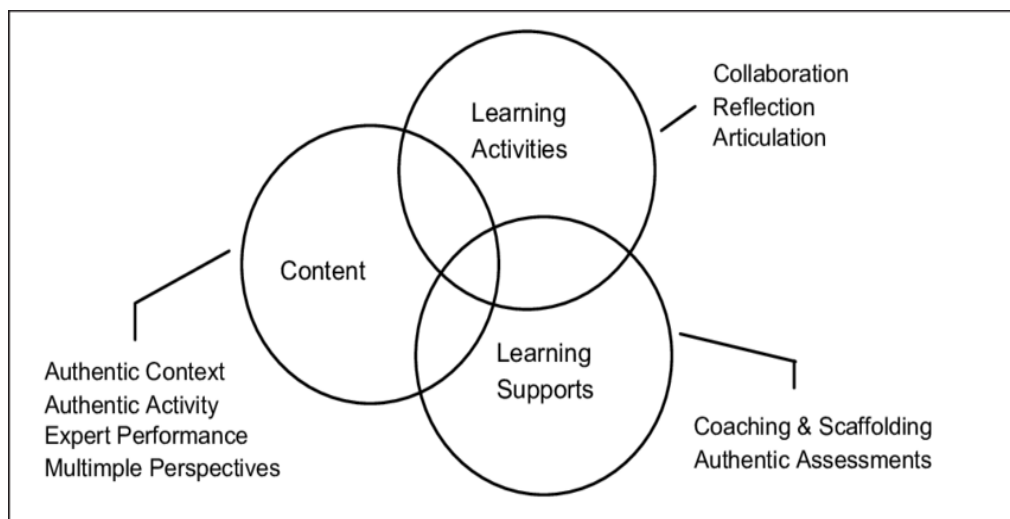 Learning
Activities
Collaboration
Reflection
Articulation
Content
Learning
Supports
Authentic Context
Authentic Activity
Expert Performance
Multimple Perspectives
Coaching & Scaffolding
Authentic Assessments